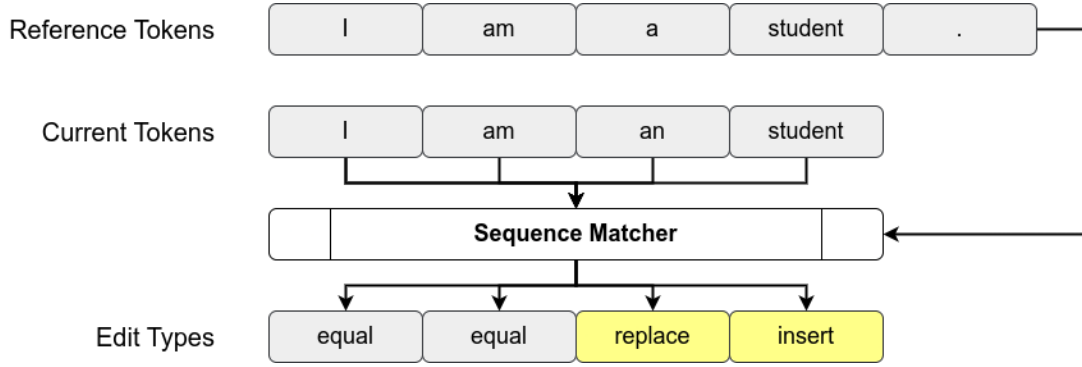 Reference Tokens I am a student .
Current Tokens I am an student
Sequence Matcher
Edit Types equal equal replace insert